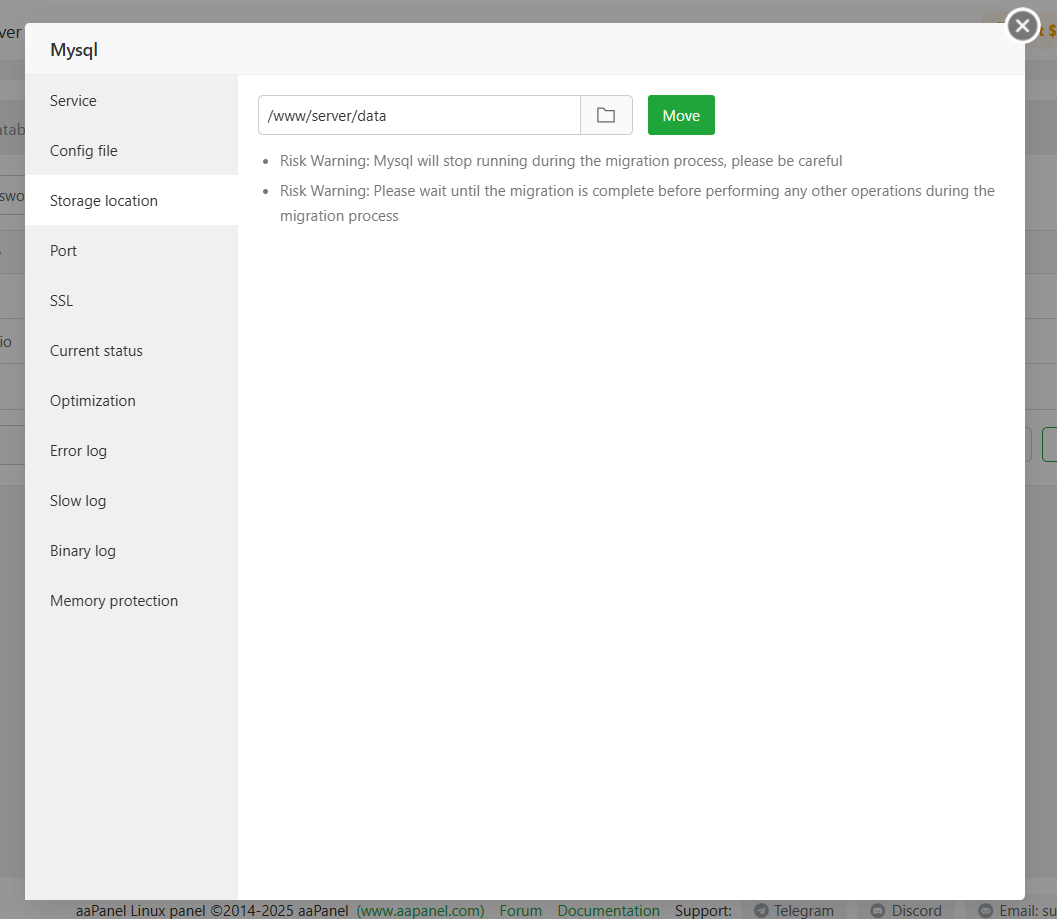 ver
Mysql
$
Service
Config file
Storage location
Port
SSL
Current status
Optimization
Error log
Slow log
Binary log
Memory protection
/www/server/data
Move
Risk Warning: Mysql will stop running during the migration process, please be careful
Risk Warning: Please wait until the migration is complete before performing any other operations during the
migration process
tab
swo
io
aaPanel Linux panel ©2014-2025 aaPanel (www.aapanel.com) Forum Documentation Support: Telegram Discord Email: su